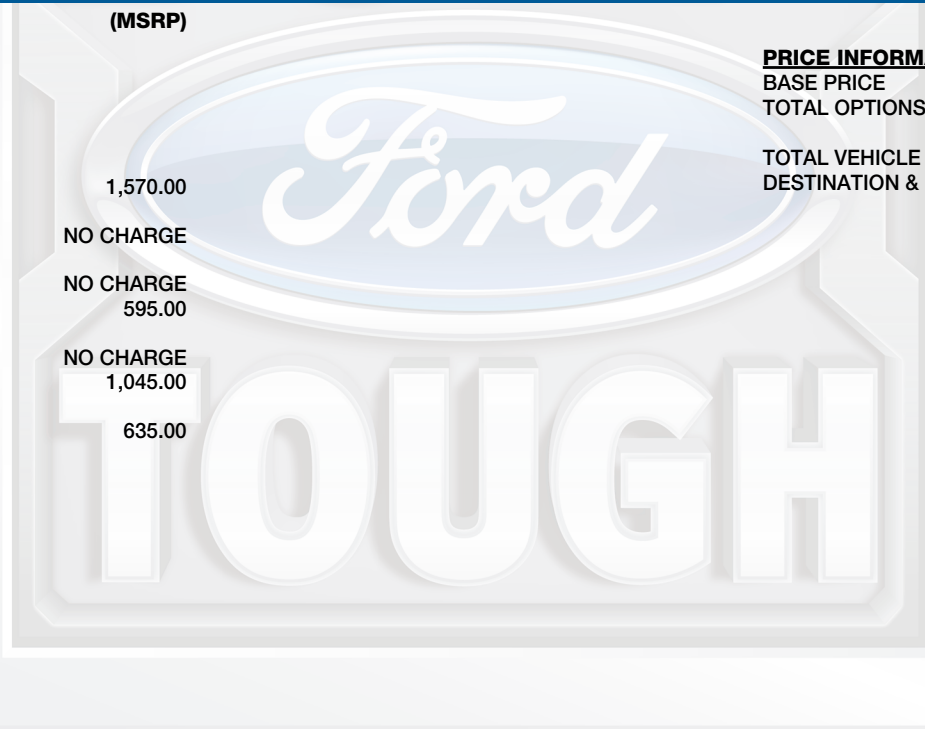 (MSRP)
1,570.00
NO CHARGE
NO CHARGE
595.00
NO CHARGE
1,045.00
635.00
PRICE INFORMA
BASE PRICE
TOTAL OPTIONS
TOTAL VEHICLE
DESTINATION &
Ford
TOUGH